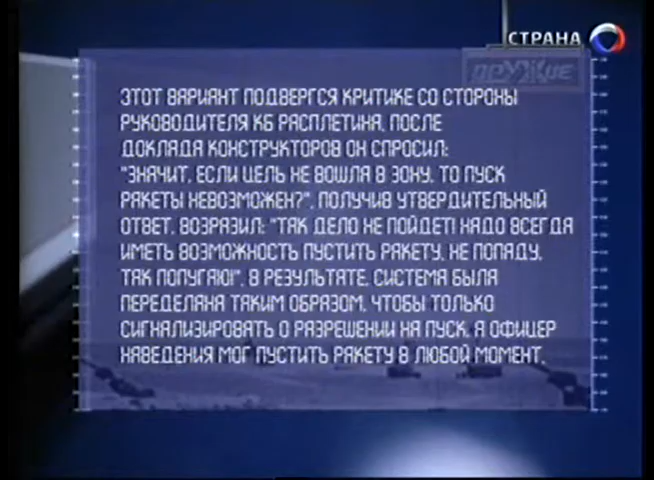 СТРАНА
ОРУЖИЕ
ЭТОТ ВАРИАНТ ПОДВЕРГСЯ КРИТИКЕ СО СТОРОНЫ
РУКОВОДИТЕЛЯ КБ РАСПЛЕТИНА. ПОСЛЕ
ДОКЛАДА КОНСТРУКТОРОВ ОН СПРОСИЛ:
"ЗНАЧИТ, ЕСЛИ ЦЕЛЬ НЕ ВОШЛА В ЗОНУ, ТО ПУСК
РАКЕТЫ НЕВОЗМОЖЕН?", ПОЛУЧИВ УТВЕРДИТЕЛЬНЫЙ
ОТВЕТ, ВОЗРАЗИЛ: "ТАК ДЕЛО НЕ ПОЙДЕТ! НАДО ВСЕГДА
ИМЕТЬ ВОЗМОЖНОСТЬ ПУСТИТЬ РАКЕТУ. НЕ ПОПАДУ,
ТАК ПОПУГАЮ!". В РЕЗУЛЬТАТЕ, СИСТЕМА БЫЛА
ПЕРЕДЕЛАНА ТАКИМ ОБРАЗОМ, ЧТОБЫ ТОЛЬКО
СИГНАЛИЗИРОВАТЬ О РАЗРЕШЕНИИ НА ПУСК, А ОФИЦЕР
НАВЕДЕНИЯ МОГ ПУСТИТЬ РАКЕТУ В ЛЮБОЙ МОМЕНТ.